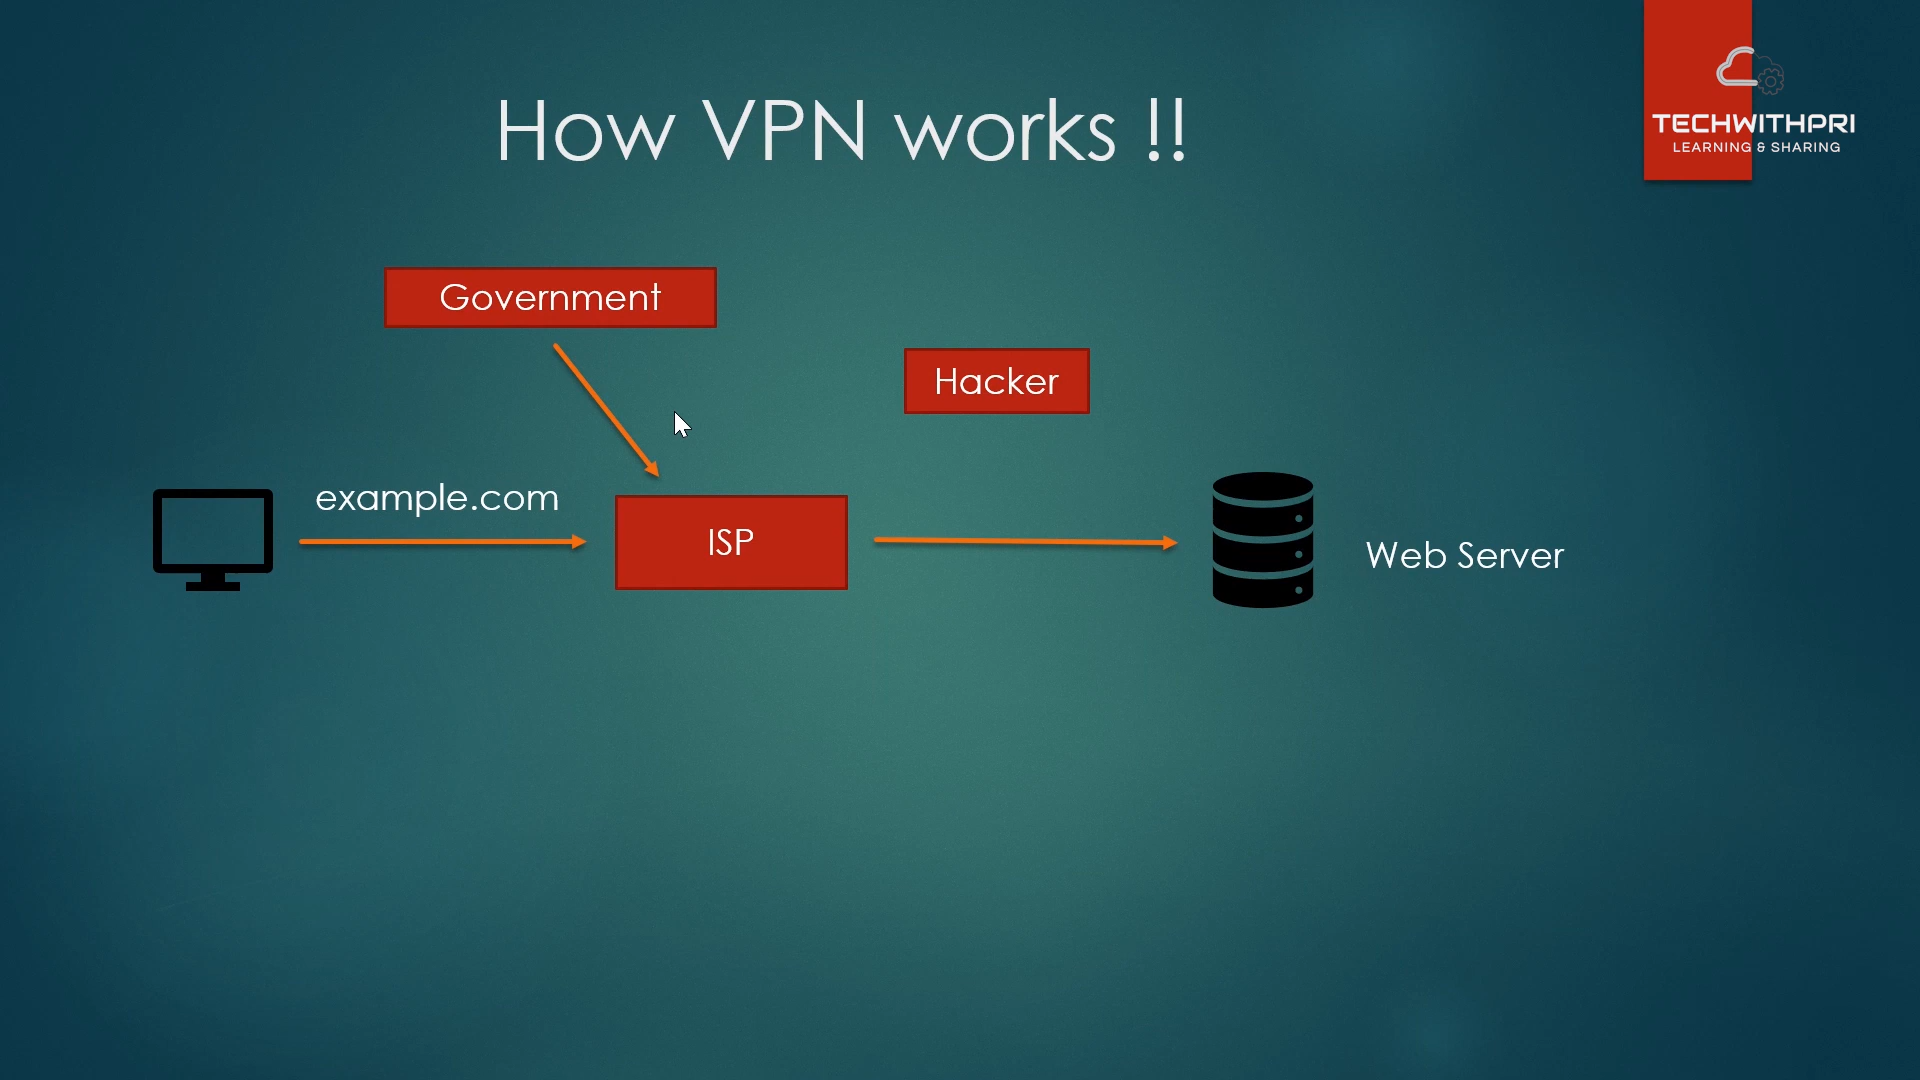 How VPN works !!
TECHWITHPRI
LEARNING & SHARING
Government
Hacker
example.com
ISP
Web Server